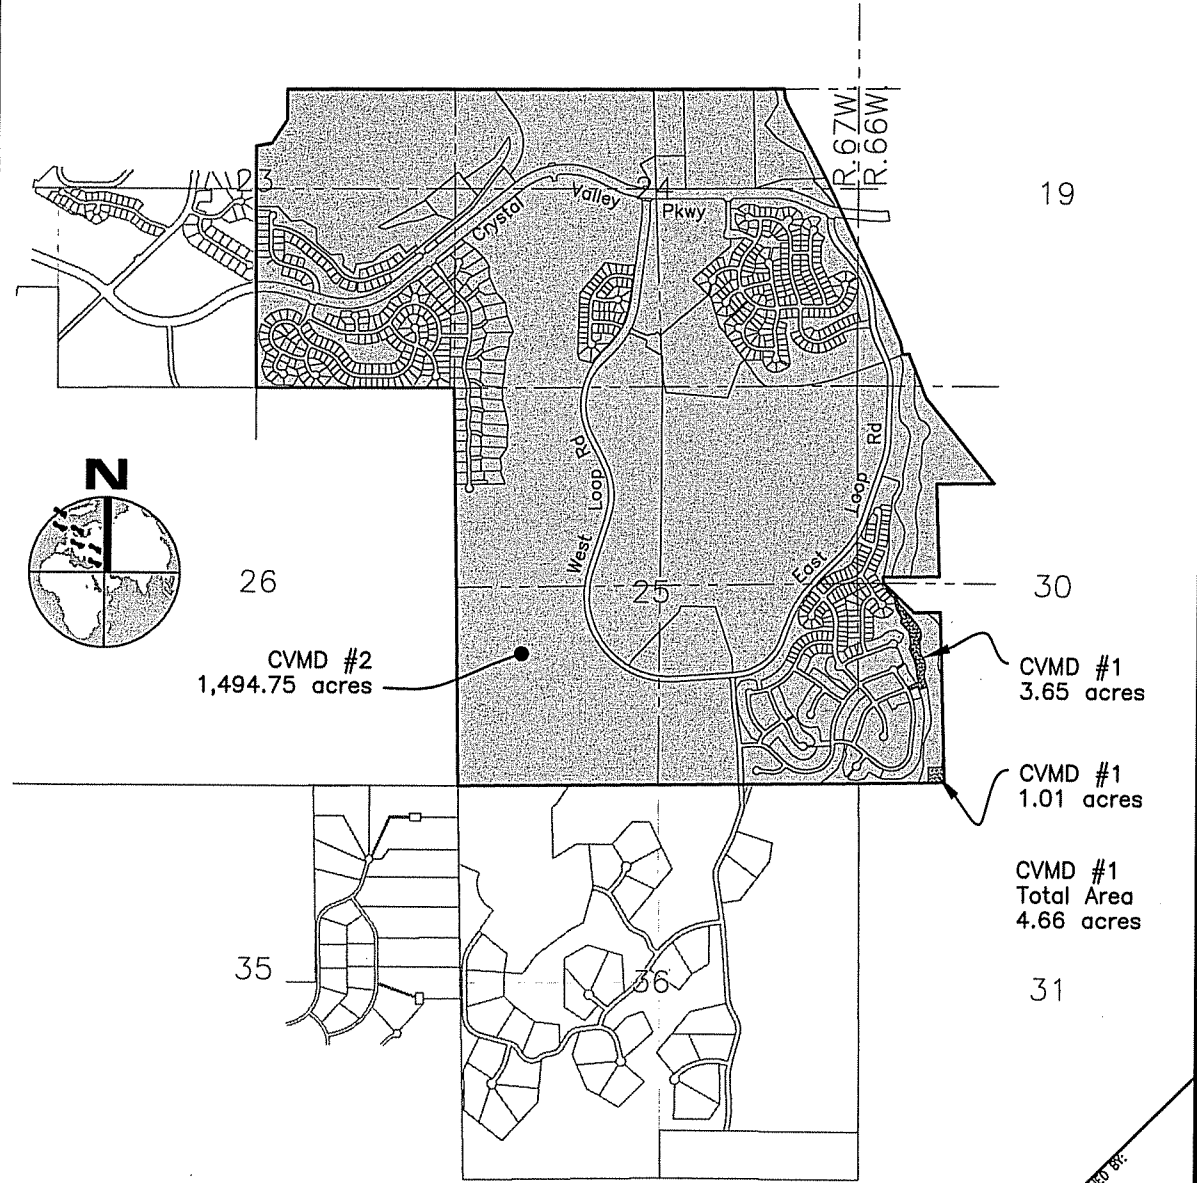 R.67W.
R.66W.
23
24
19
Crystal
Valley
Pkwy
N
West
Loop
Rd
East
Loop
Rd
26
25
30
CVMD #2
1,494.75 acres
CVMD #1
3.65 acres
CVMD #1
1.01 acres
CVMD #1
Total Area
4.66 acres
35
36
31
BY: